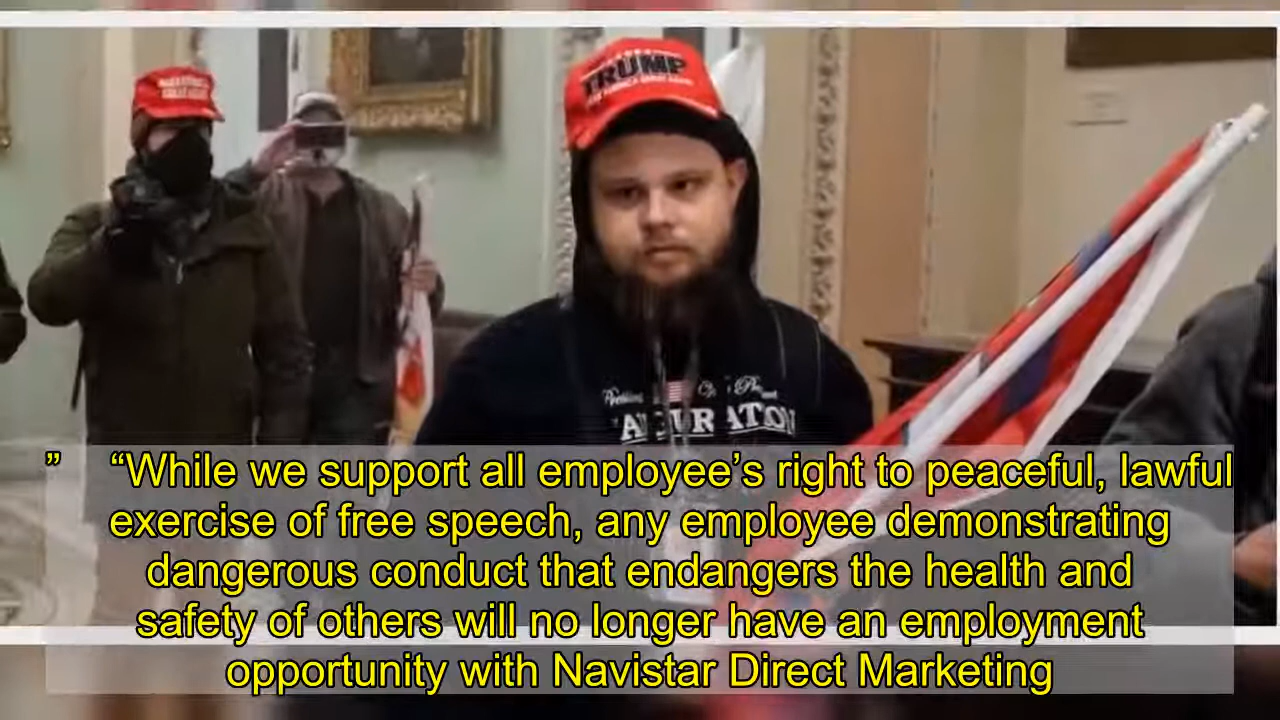 TRUMP
” “While we support all employee’s right to peaceful, lawful
exercise of free speech, any employee demonstrating
dangerous conduct that endangers the health and
safety of others will no longer have an employment
opportunity with Navistar Direct Marketing